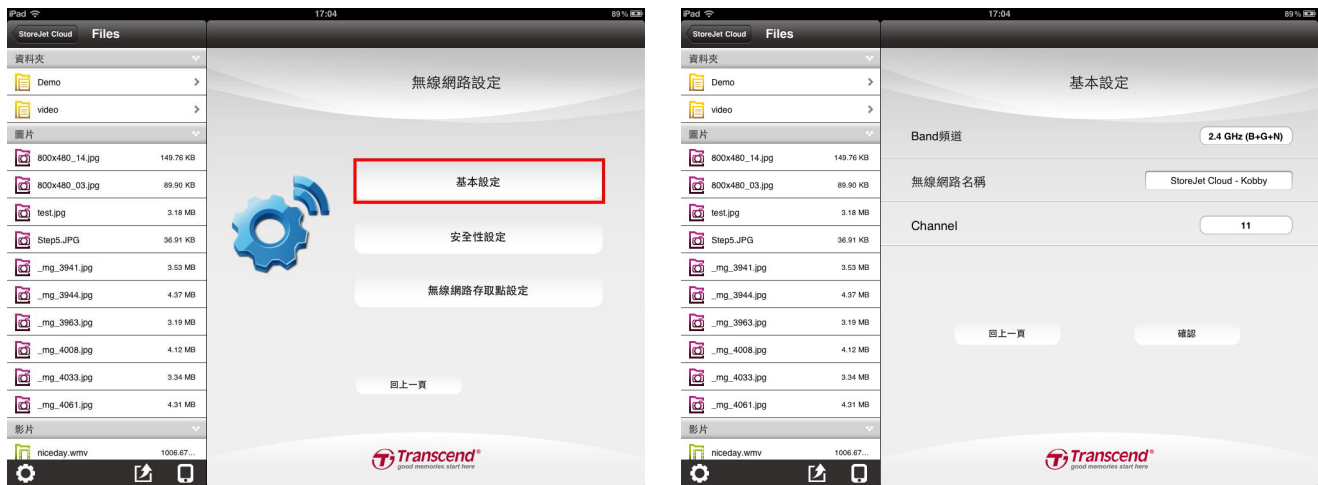 iPad 17:04 89%
StoreJet Cloud Files
資料夾
Demo
video
圖片
800x480_14.jpg 149.76 KB
800x480_03.jpg 89.90 KB
test.jpg 3.18 MB
Step5.JPG 36.91 KB
_mg_3941.jpg 3.53 MB
_mg_3944.jpg 4.37 MB
_mg_3963.jpg 3.19 MB
_mg_4008.jpg 4.12 MB
_mg_4033.jpg 3.34 MB
_mg_4061.jpg 4.31 MB
影片
niceday.wmv 1006.67...
無線網路設定
基本設定
安全性設定
無線網路存取點設定
回上一頁
Transcend®
good memories start here
iPad 17:04 89%
StoreJet Cloud Files
資料夾
Demo
video
圖片
800x480_14.jpg 149.76 KB
800x480_03.jpg 89.90 KB
test.jpg 3.18 MB
Step5.JPG 36.91 KB
_mg_3941.jpg 3.53 MB
_mg_3944.jpg 4.37 MB
_mg_3963.jpg 3.19 MB
_mg_4008.jpg 4.12 MB
_mg_4033.jpg 3.34 MB
_mg_4061.jpg 4.31 MB
影片
niceday.wmv 1006.67...
基本設定
Band頻道 2.4 GHz (B+G+N)
無線網路名稱 StoreJet Cloud - Kobby
Channel 11
回上一頁 確認
Transcend®
good memories start here